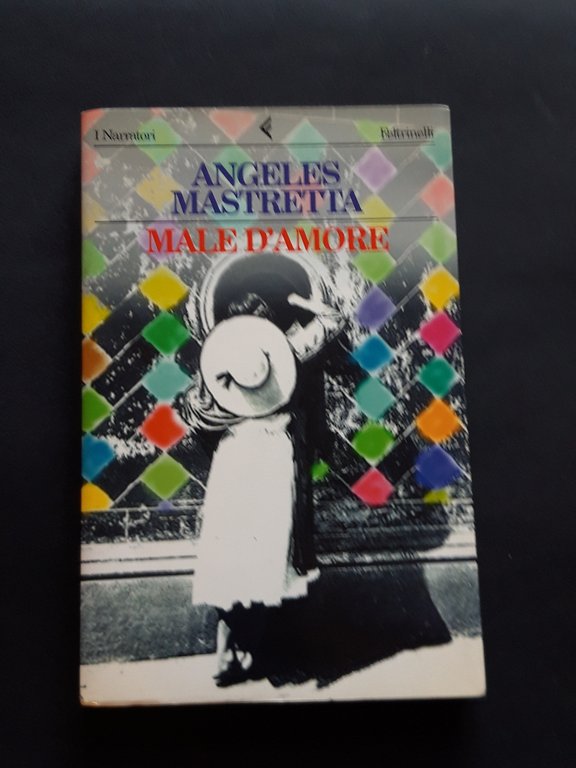 I Narratori
Feltrinelli
ANGELES
MASTRETTA
MALE D'AMORE